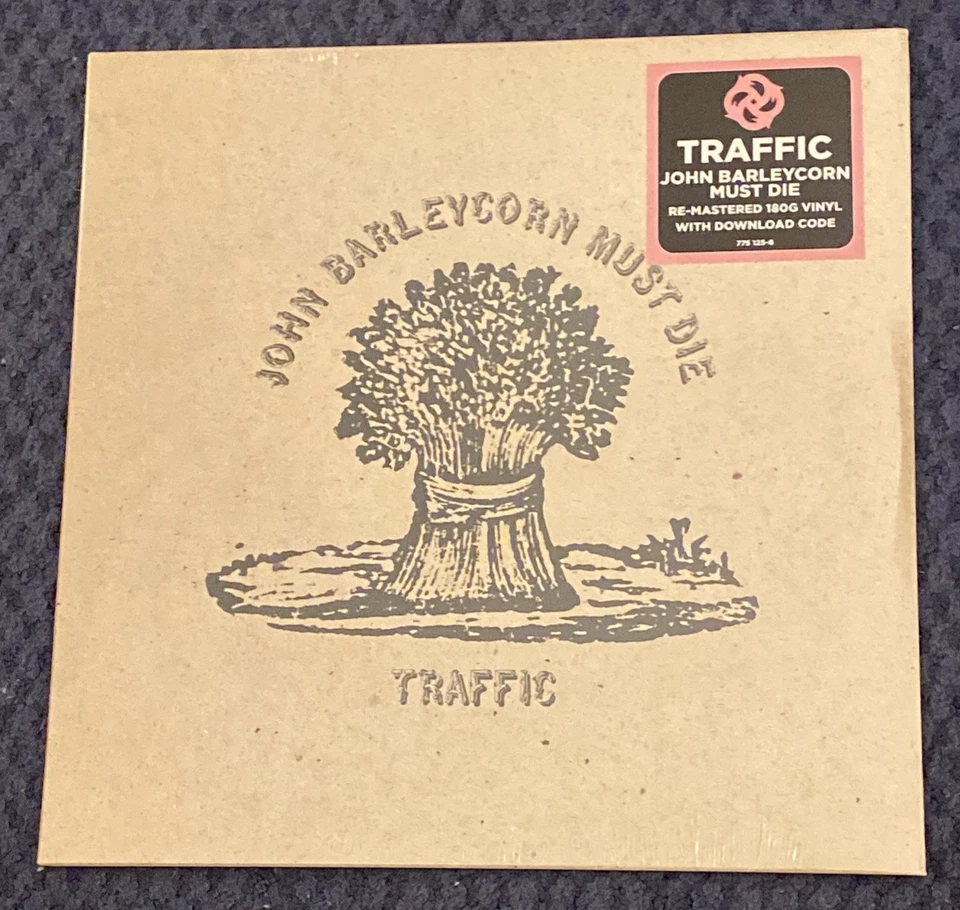 TRAFFIC
JOHN BARLEYCORN
MUST DIE
RE-MASTERED 180G VINYL
WITH DOWNLOAD CODE
775 125-6
JOHN BARLEYCORN MUST DIE
TRAFFIC